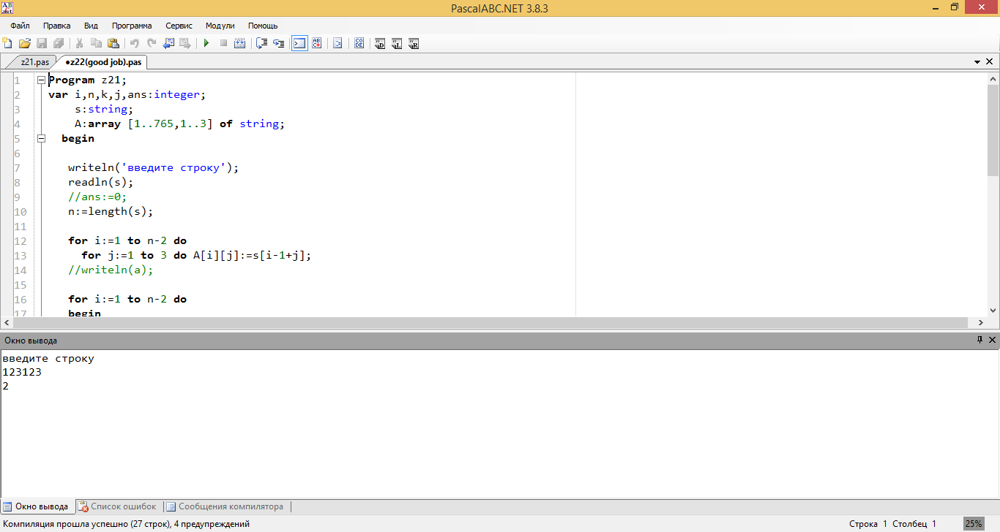 PascalABC.NET 3.8.3
Файл Правка Вид Программа Сервис Модули Помощь
z21.pas •z22(good job).pas
1 Program z21;
2 var i,n,k,j,ans:integer;
3 s:string;
4 A:array [1..765,1..3] of string;
5 begin
6
7 writeln('введите строку');
8 readln(s);
9 //ans:=0;
10 n:=length(s);
11
12 for i:=1 to n-2 do
13 for j:=1 to 3 do A[i][j]:=s[i-1+j];
14 //writeln(a);
15
16 for i:=1 to n-2 do
17 begin
Окно вывода
введите строку
123123
2
Окно вывода Список ошибок Сообщения компилятора
Компиляция прошла успешно (27 строк), 4 предупреждений Строка 1 Столбец 1 25%